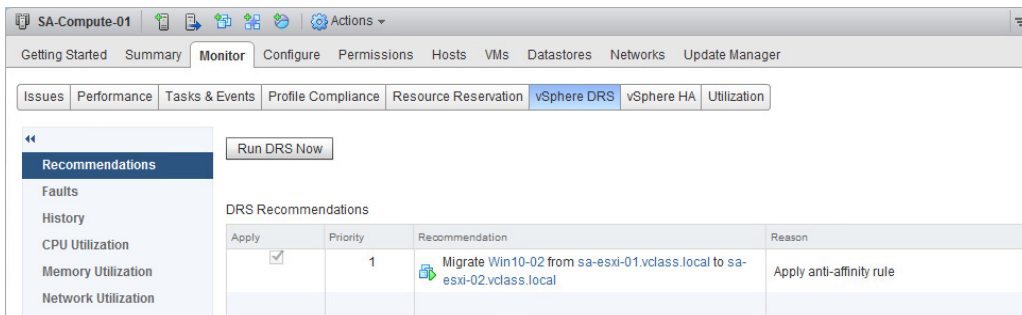 SA-Compute-01 Actions
Getting Started Summary Monitor Configure Permissions Hosts VMs Datastores Networks Update Manager
Issues Performance Tasks & Events Profile Compliance Resource Reservation vSphere DRS vSphere HA Utilization
Recommendations
Faults
History
CPU Utilization
Memory Utilization
Network Utilization
Run DRS Now
DRS Recommendations
Apply Priority Recommendation Reason
1 Migrate Win10-02 from sa-esxi-01.vclass.local to sa-
esxi-02.vclass.local
Apply anti-affinity rule